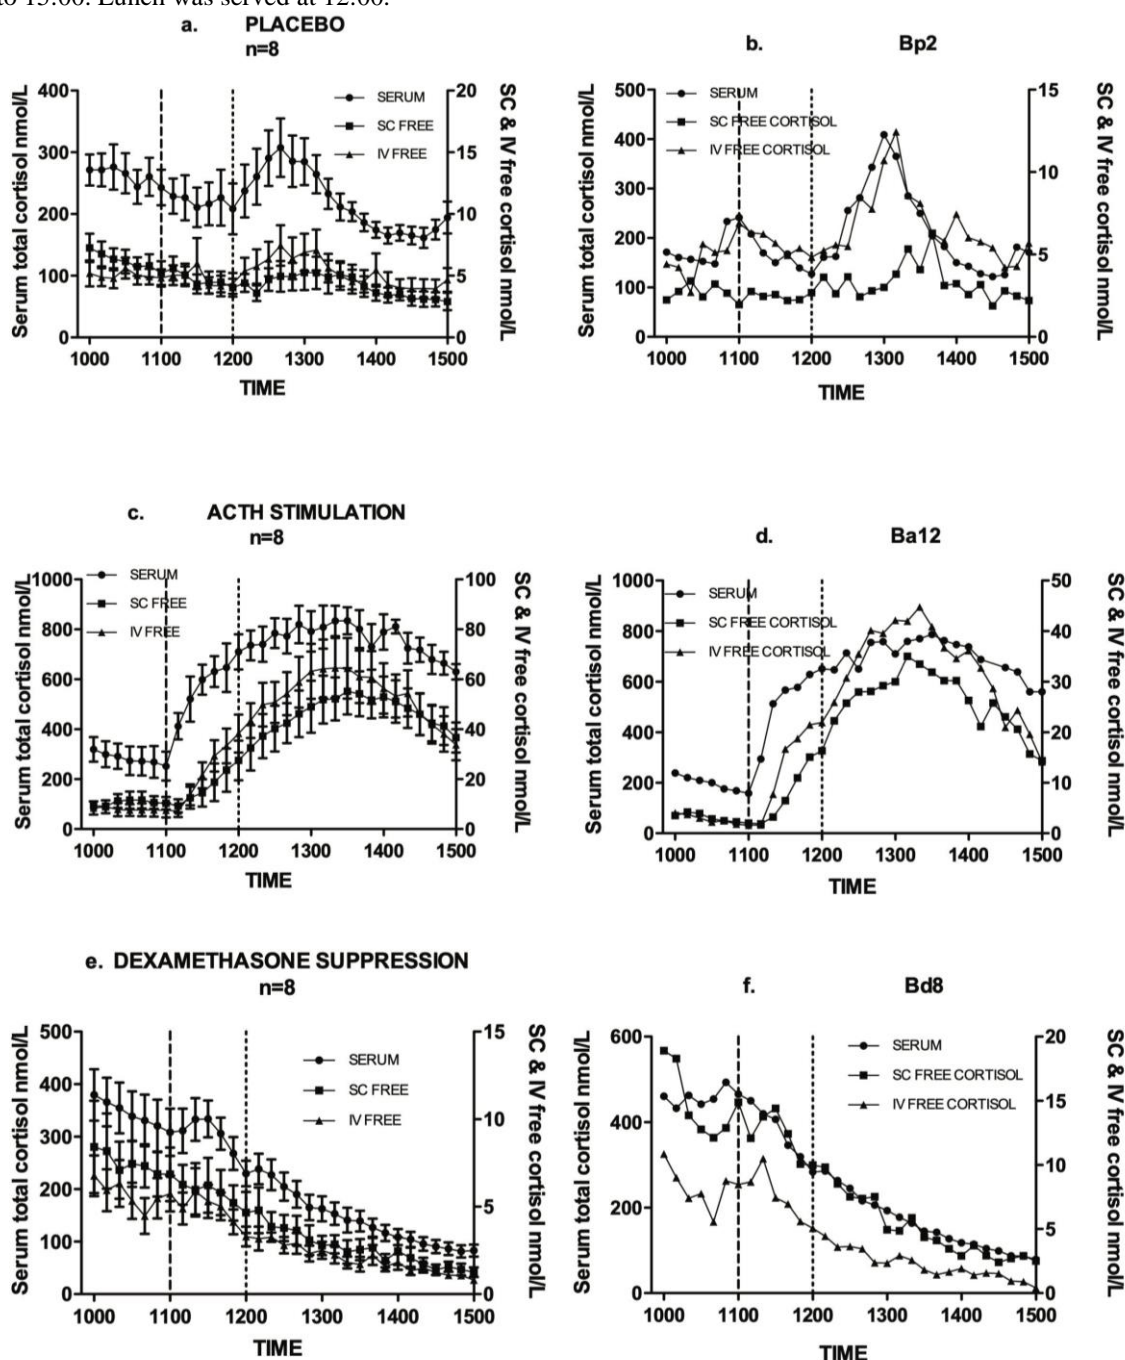 to 15:00. Lunch was served at 12:00.
a. PLACEBO
n=8
Serum total cortisol nmol/L
400
300
200
100
0
SERUM
SC FREE
IV FREE
20
15
10
5
0
SC & IV free cortisol nmol/L
1000 1100 1200 1300 1400 1500
TIME
b. Bp2
Serum total cortisol nmol/L
500
400
300
200
100
0
SERUM
SC FREE CORTISOL
IV FREE CORTISOL
15
10
5
0
SC & IV free cortisol nmol/L
1000 1100 1200 1300 1400 1500
TIME
c. ACTH STIMULATION
n=8
Serum total cortisol nmol/L
1000
800
600
400
200
0
SERUM
SC FREE
IV FREE
100
80
60
40
20
0
SC & IV free cortisol nmol/L
1000 1100 1200 1300 1400 1500
TIME
d. Ba12
Serum total cortisol nmol/L
1000
800
600
400
200
0
SERUM
SC FREE CORTISOL
IV FREE CORTISOL
50
40
30
20
10
0
SC & IV free cortisol nmol/L
1000 1100 1200 1300 1400 1500
TIME
e. DEXAMETHASONE SUPPRESSION
n=8
Serum total cortisol nmol/L
500
400
300
200
100
0
SERUM
SC FREE
IV FREE
15
10
5
0
SC & IV free cortisol nmol/L
1000 1100 1200 1300 1400 1500
TIME
f. Bd8
Serum total cortisol nmol/L
600
400
200
0
SERUM
SC FREE CORTISOL
IV FREE CORTISOL
20
15
10
5
0
SC & IV free cortisol nmol/L
1000 1100 1200 1300 1400 1500
TIME